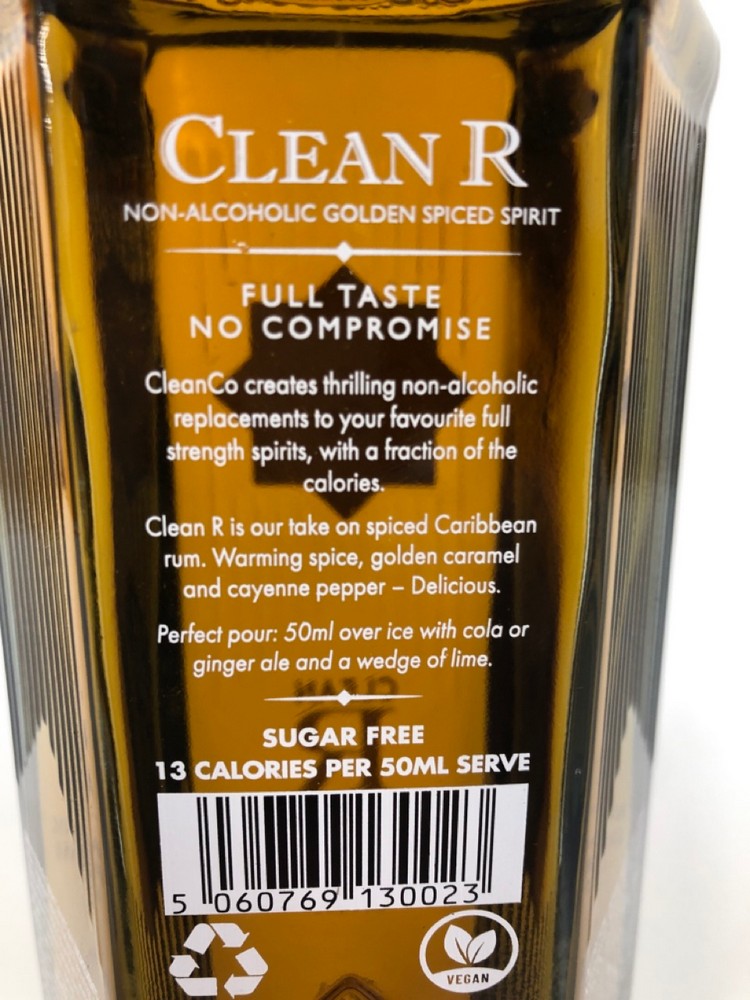 CLEAN R
NON-ALCOHOLIC GOLDEN SPICED SPIRIT
FULL TASTE
NO COMPROMISE
CleanCo creates thrilling non-alcoholic
replacements to your favourite full
strength spirits, with a fraction of the
calories.
Clean R is our take on spiced Caribbean
rum. Warming spice, golden caramel
and cayenne pepper – Delicious.
Perfect pour: 50ml over ice with cola or
ginger ale and a wedge of lime.
CLEAN
R
SUGAR FREE
13 CALORIES PER 50ML SERVE
5 060769 130023
VEGAN